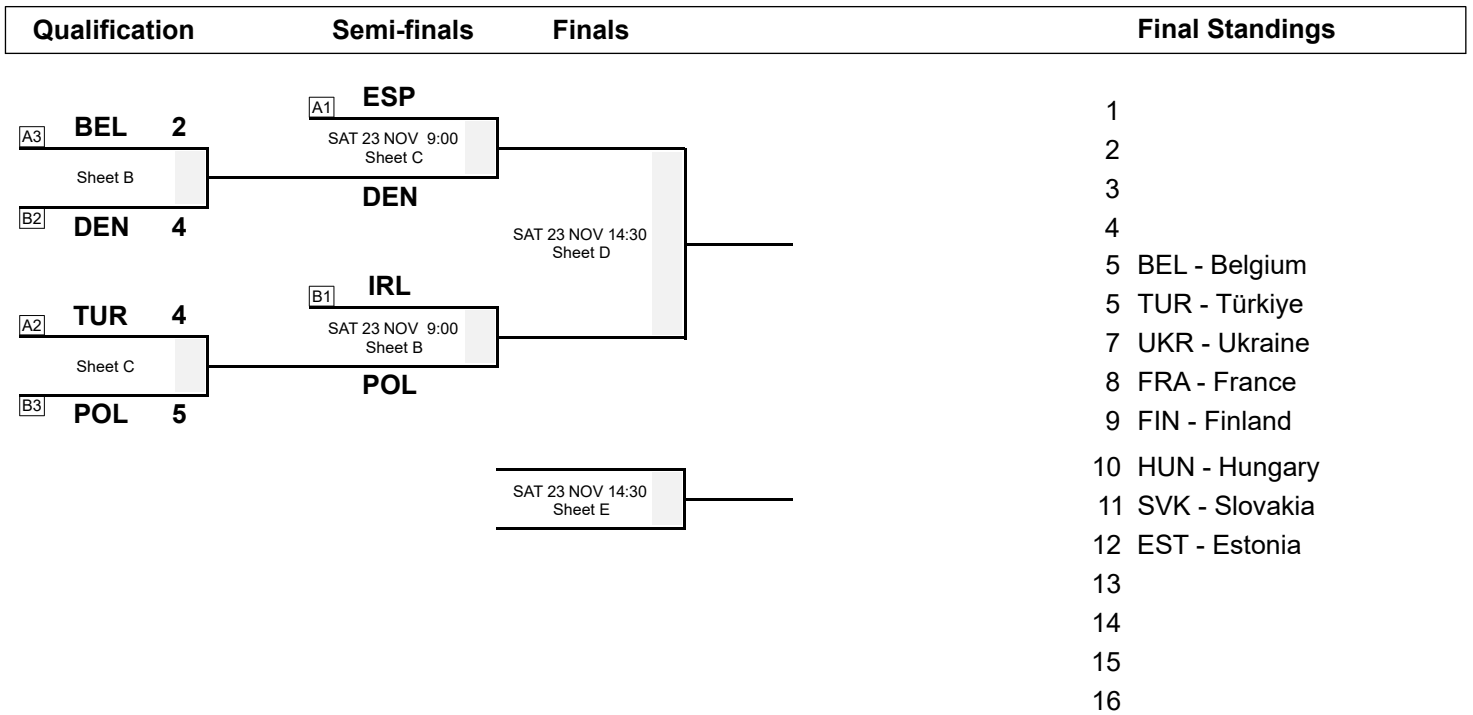 Qualification Semi-finals Finals Final Standings
A1 ESP
A3 BEL 2
SAT 23 NOV 9:00
Sheet C
Sheet B
DEN
B2 DEN 4
SAT 23 NOV 14:30
Sheet D
B1 IRL
A2 TUR 4
SAT 23 NOV 9:00
Sheet B
Sheet C
POL
B3 POL 5
SAT 23 NOV 14:30
Sheet E
1
2
3
4
5 BEL - Belgium
5 TUR - Türkiye
7 UKR - Ukraine
8 FRA - France
9 FIN - Finland
10 HUN - Hungary
11 SVK - Slovakia
12 EST - Estonia
13
14
15
16